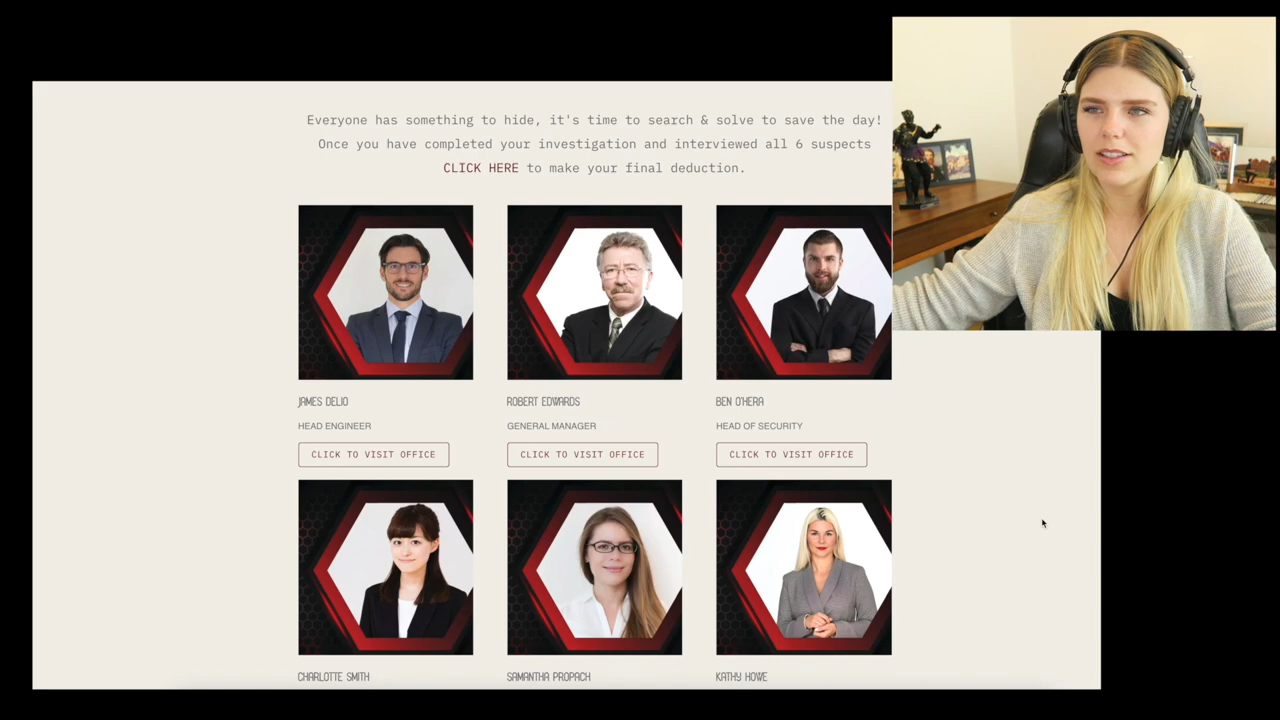 Everyone has something to hide, it's time to search & solve to save the day!
Once you have completed your investigation and interviewed all 6 suspects
CLICK HERE to make your final deduction.
JAMES DELIO
HEAD ENGINEER
CLICK TO VISIT OFFICE
ROBERT EDWARDS
GENERAL MANAGER
CLICK TO VISIT OFFICE
BEN O'HERA
HEAD OF SECURITY
CLICK TO VISIT OFFICE
CHARLOTTE SMITH
SAMANTHA PROPACH
KATHY HOWE